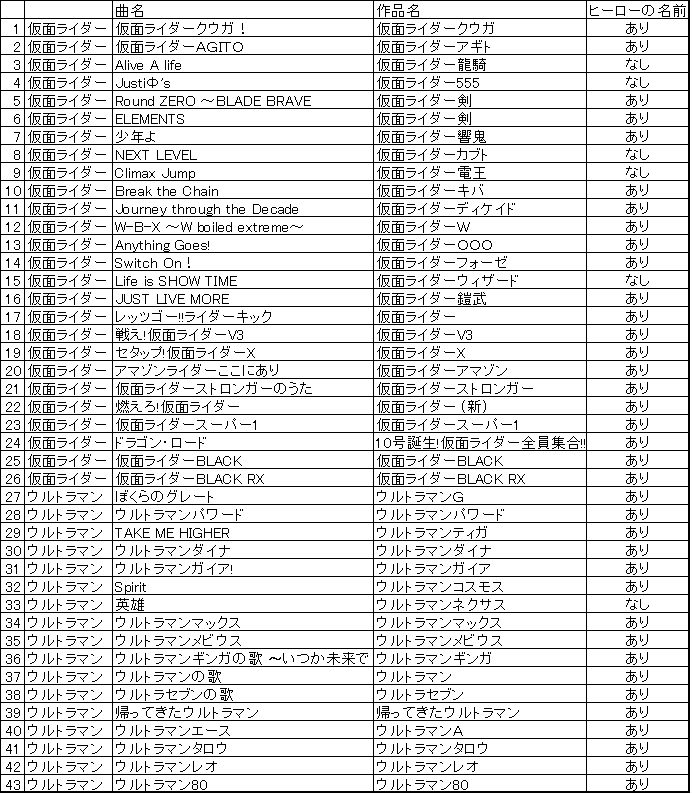 曲名 作品名 ヒーローの名前
1 仮面ライダー 仮面ライダークウガ！ 仮面ライダークウガ あり
2 仮面ライダー 仮面ライダーAGITO 仮面ライダーアギト あり
3 仮面ライダー Alive A life 仮面ライダー龍騎 なし
4 仮面ライダー JustiΦ's 仮面ライダー555 なし
5 仮面ライダー Round ZERO ～BLADE BRAVE 仮面ライダー剣 あり
6 仮面ライダー ELEMENTS 仮面ライダー剣 あり
7 仮面ライダー 少年よ 仮面ライダー響鬼 あり
8 仮面ライダー NEXT LEVEL 仮面ライダーカブト なし
9 仮面ライダー Climax Jump 仮面ライダー電王 なし
10 仮面ライダー Break the Chain 仮面ライダーキバ あり
11 仮面ライダー Journey through the Decade 仮面ライダーディケイド あり
12 仮面ライダー W-B-X ～W boiled extreme～ 仮面ライダーW あり
13 仮面ライダー Anything Goes! 仮面ライダーOOO あり
14 仮面ライダー Switch On！ 仮面ライダーフォーゼ あり
15 仮面ライダー Life is SHOW TIME 仮面ライダーウィザード なし
16 仮面ライダー JUST LIVE MORE 仮面ライダー鎧武 あり
17 仮面ライダー レッツゴー!!ライダーキック 仮面ライダー あり
18 仮面ライダー 戦え!仮面ライダーV3 仮面ライダーV3 あり
19 仮面ライダー セタップ!仮面ライダーX 仮面ライダーX あり
20 仮面ライダー アマゾンライダーここにあり 仮面ライダーアマゾン あり
21 仮面ライダー 仮面ライダーストロンガーのうた 仮面ライダーストロンガー あり
22 仮面ライダー 燃えろ!仮面ライダー 仮面ライダー（新） あり
23 仮面ライダー 仮面ライダースーパー1 仮面ライダースーパー1 あり
24 仮面ライダー ドラゴン・ロード 10号誕生!仮面ライダー全員集合!! あり
25 仮面ライダー 仮面ライダーBLACK 仮面ライダーBLACK あり
26 仮面ライダー 仮面ライダーBLACK RX 仮面ライダーBLACK RX あり
27 ウルトラマン ぼくらのグレート ウルトラマンG あり
28 ウルトラマン ウルトラマンパワード ウルトラマンパワード あり
29 ウルトラマン TAKE ME HIGHER ウルトラマンティガ あり
30 ウルトラマン ウルトラマンダイナ ウルトラマンダイナ あり
31 ウルトラマン ウルトラマンガイア! ウルトラマンガイア あり
32 ウルトラマン Spirit ウルトラマンコスモス あり
33 ウルトラマン 英雄 ウルトラマンネクサス なし
34 ウルトラマン ウルトラマンマックス ウルトラマンマックス あり
35 ウルトラマン ウルトラマンメビウス ウルトラマンメビウス あり
36 ウルトラマン ウルトラマンギンガの歌 ～いつか未来で ウルトラマンギンガ あり
37 ウルトラマン ウルトラマンの歌 ウルトラマン あり
38 ウルトラマン ウルトラセブンの歌 ウルトラセブン あり
39 ウルトラマン 帰ってきたウルトラマン 帰ってきたウルトラマン あり
40 ウルトラマン ウルトラマンエース ウルトラマンA あり
41 ウルトラマン ウルトラマンタロウ ウルトラマンタロウ あり
42 ウルトラマン ウルトラマンレオ ウルトラマンレオ あり
43 ウルトラマン ウルトラマン80 ウルトラマン80 あり